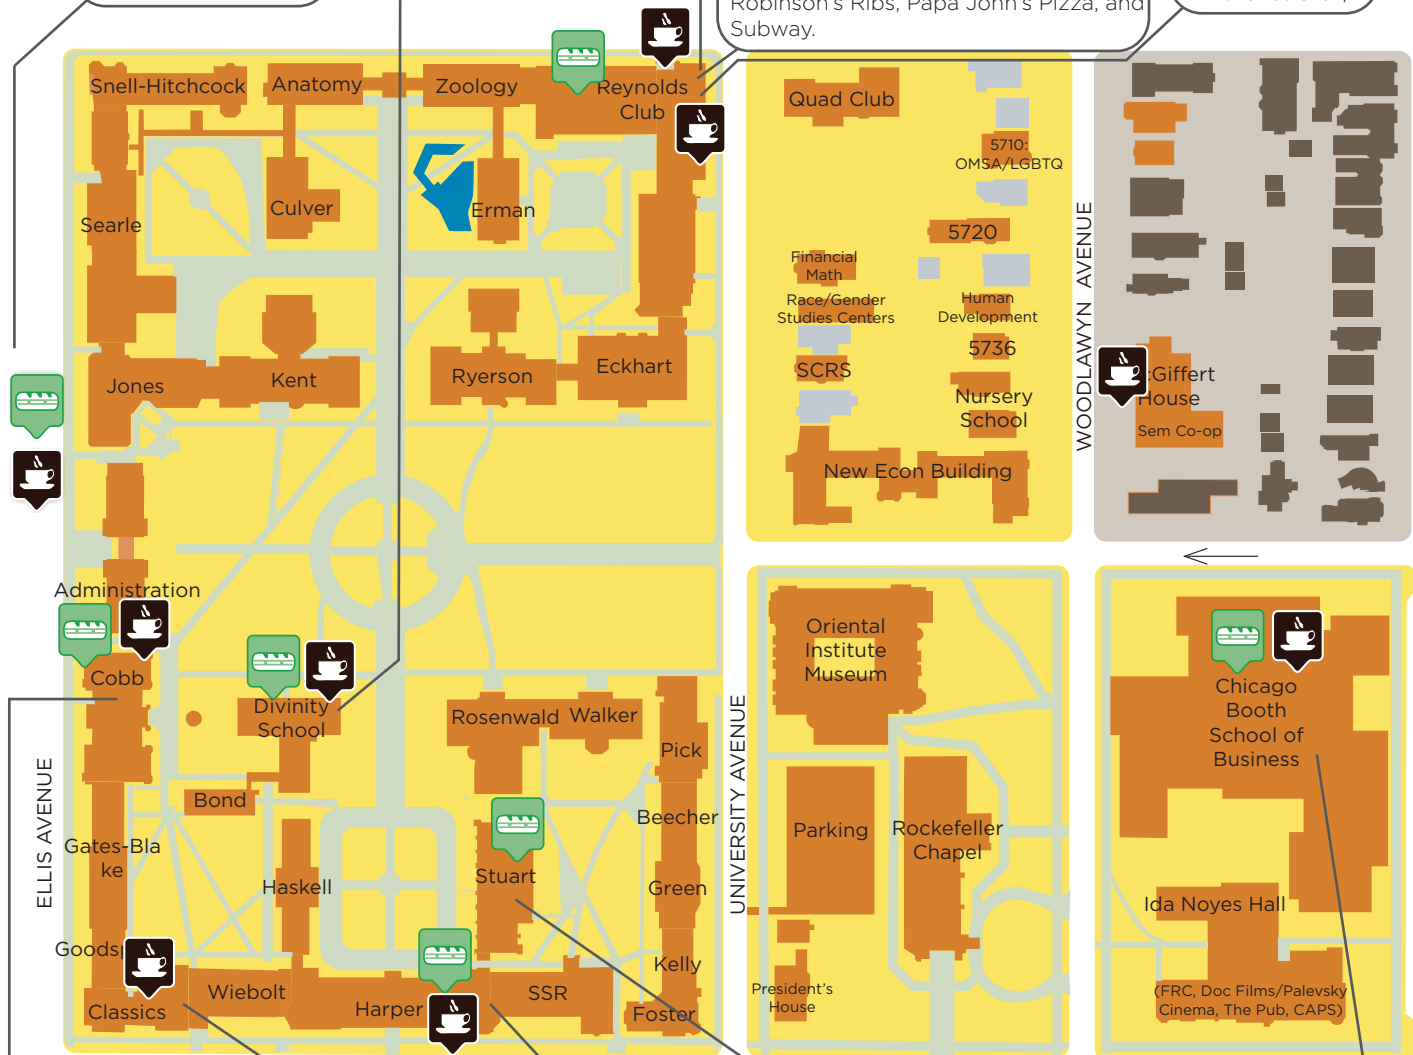 Robinson's Ribs, Papa John's Pizza, and
Subway.
Snell-Hitchcock
Anatomy
Zoology
Reynolds
Club
Quad Club
5710:
OMSA/LGBTQ
Searle
Culver
Erman
5720
Financial
Math
Race/Gender
Studies Centers
Human
Development
5736
SCRS
Nursery
School
New Econ Building
WOODLAWYN AVENUE
cGiffert
House
Sem Co-op
Jones
Kent
Ryerson
Eckhart
Administration
Cobb
Divinity
School
Rosenwald
Walker
Pick
Oriental
Institute
Museum
Chicago
Booth
School of
Business
ELLIS AVENUE
Bond
Gates-Bla
ke
Haskell
Stuart
Beecher
Green
UNIVERSITY AVENUE
Parking
Rockefeller
Chapel
Ida Noyes Hall
Goodsp
Classics
Wiebolt
Harper
SSR
Kelly
Foster
President's
House
(FRC, Doc Films/Palevsky
Cinema, The Pub, CAPS)